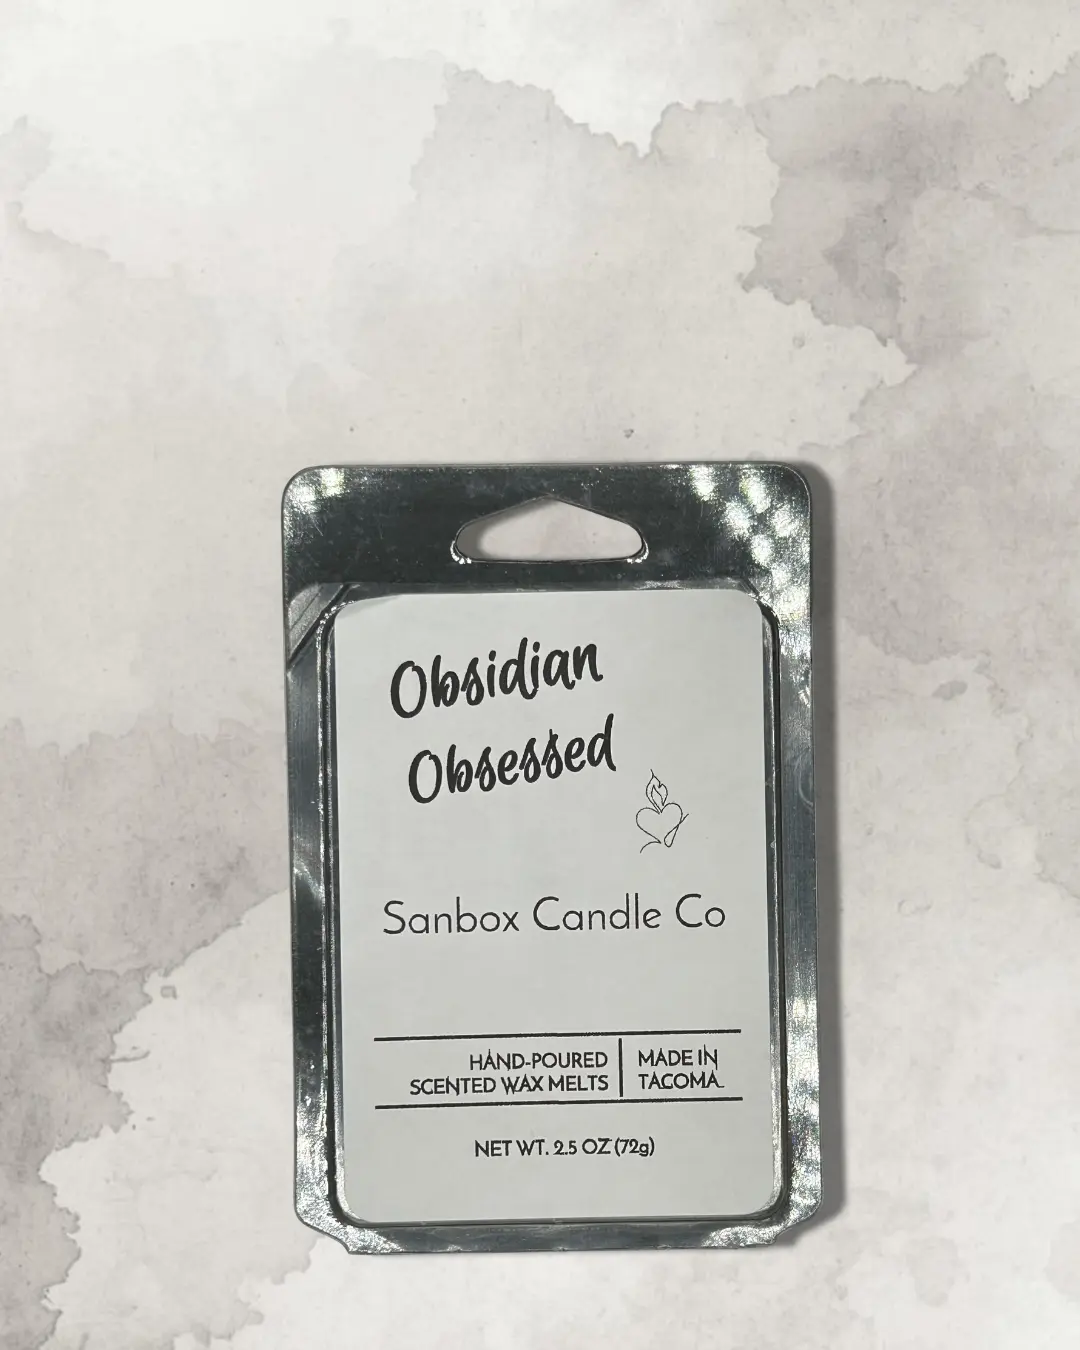 Obsidian
Obsessed
Sanbox Candle Co
HAND-POURED
SCENTED WAX MELTS
MADE IN
TACOMA
NET WT. 2.5 OZ (72g)